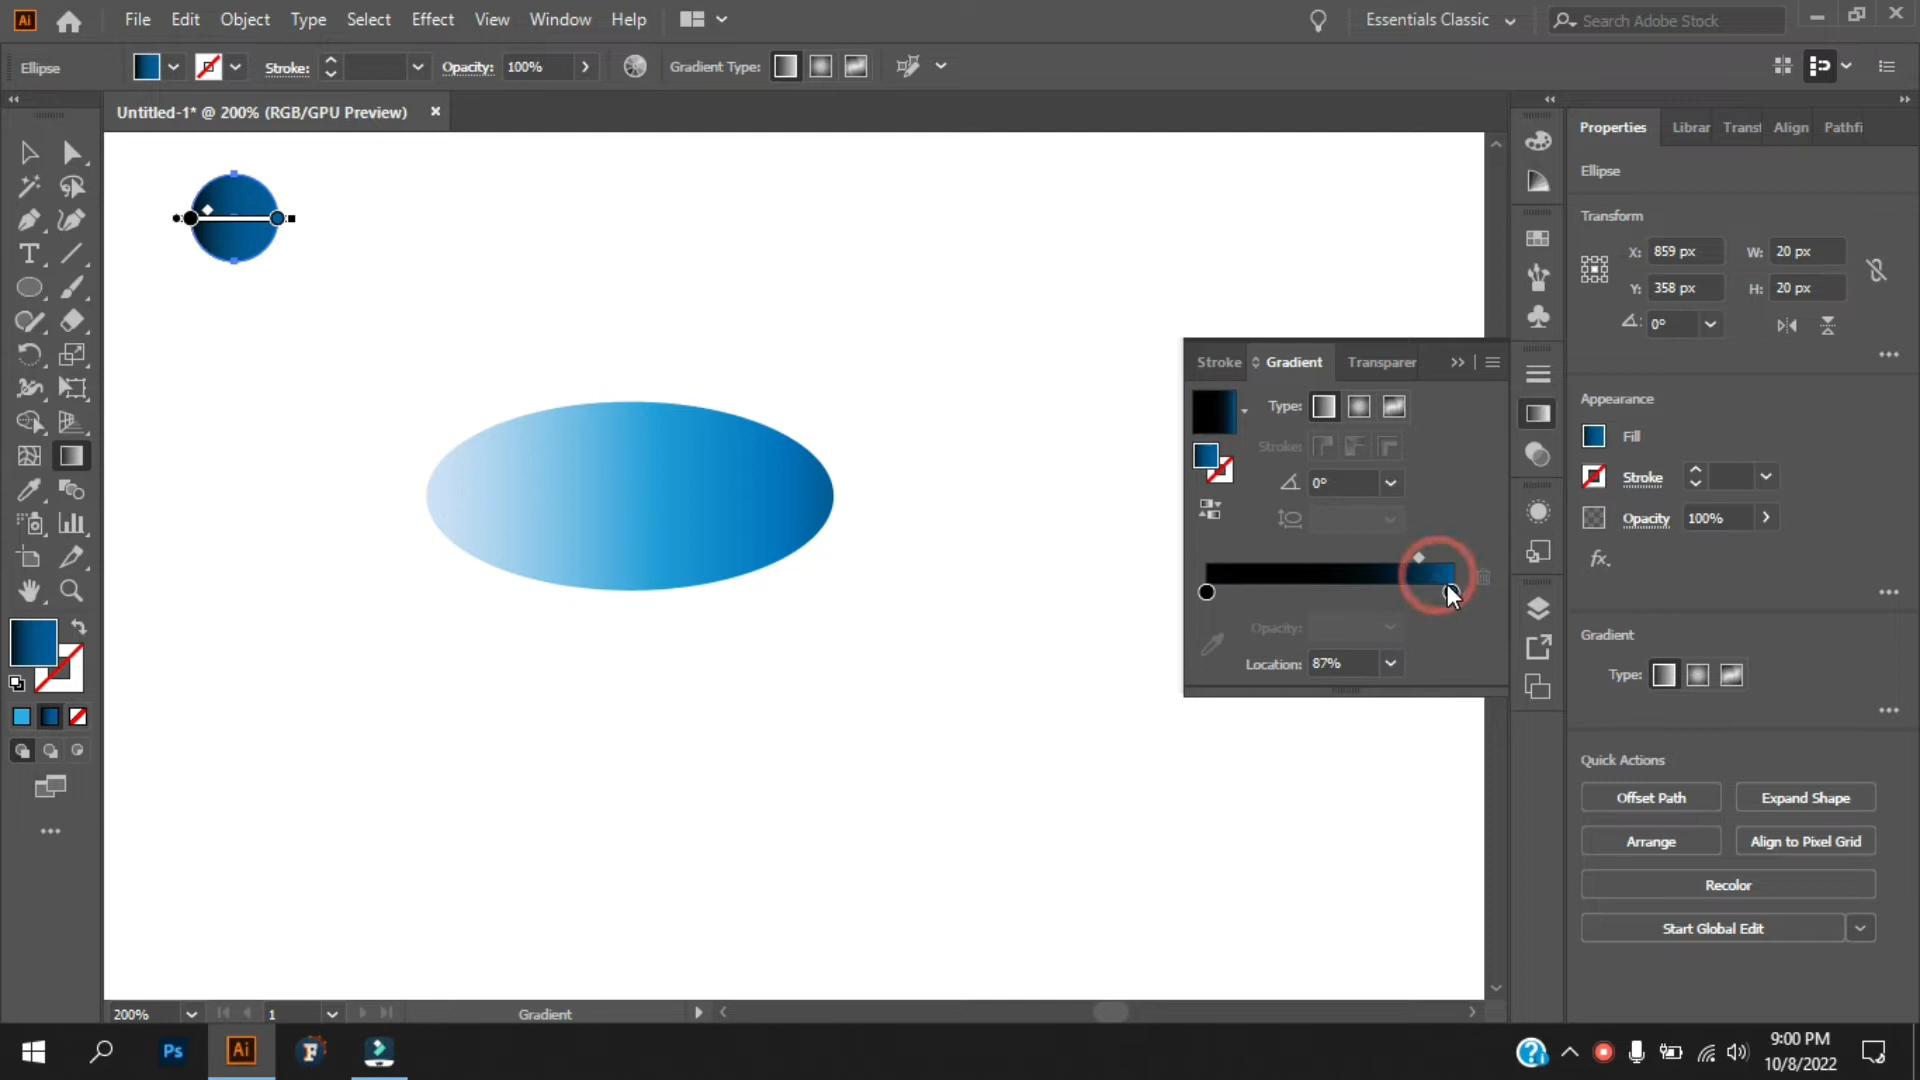 Ai File Edit Object Type Select Effect View Window Help Essentials Classic Search Adobe Stock
Ellipse Stroke: Opacity: 100% Gradient Type:
Untitled-1* @ 200% (RGB/GPU Preview)
Properties Librar Transf Align Pathfi
Ellipse
Transform
X: 859 px W: 20 px
Y: 358 px H: 20 px
0°
Appearance
Fill
Stroke
Opacity 100%
fx.
Gradient
Type:
Quick Actions
Offset Path Expand Shape
Arrange Align to Pixel Grid
Recolor
Start Global Edit
Stroke Gradient Transparer
Type:
Stroke:
0°
Opacity:
Location: 87%
200% 1 Gradient
Ps Ai F 9:00 PM
10/8/2022